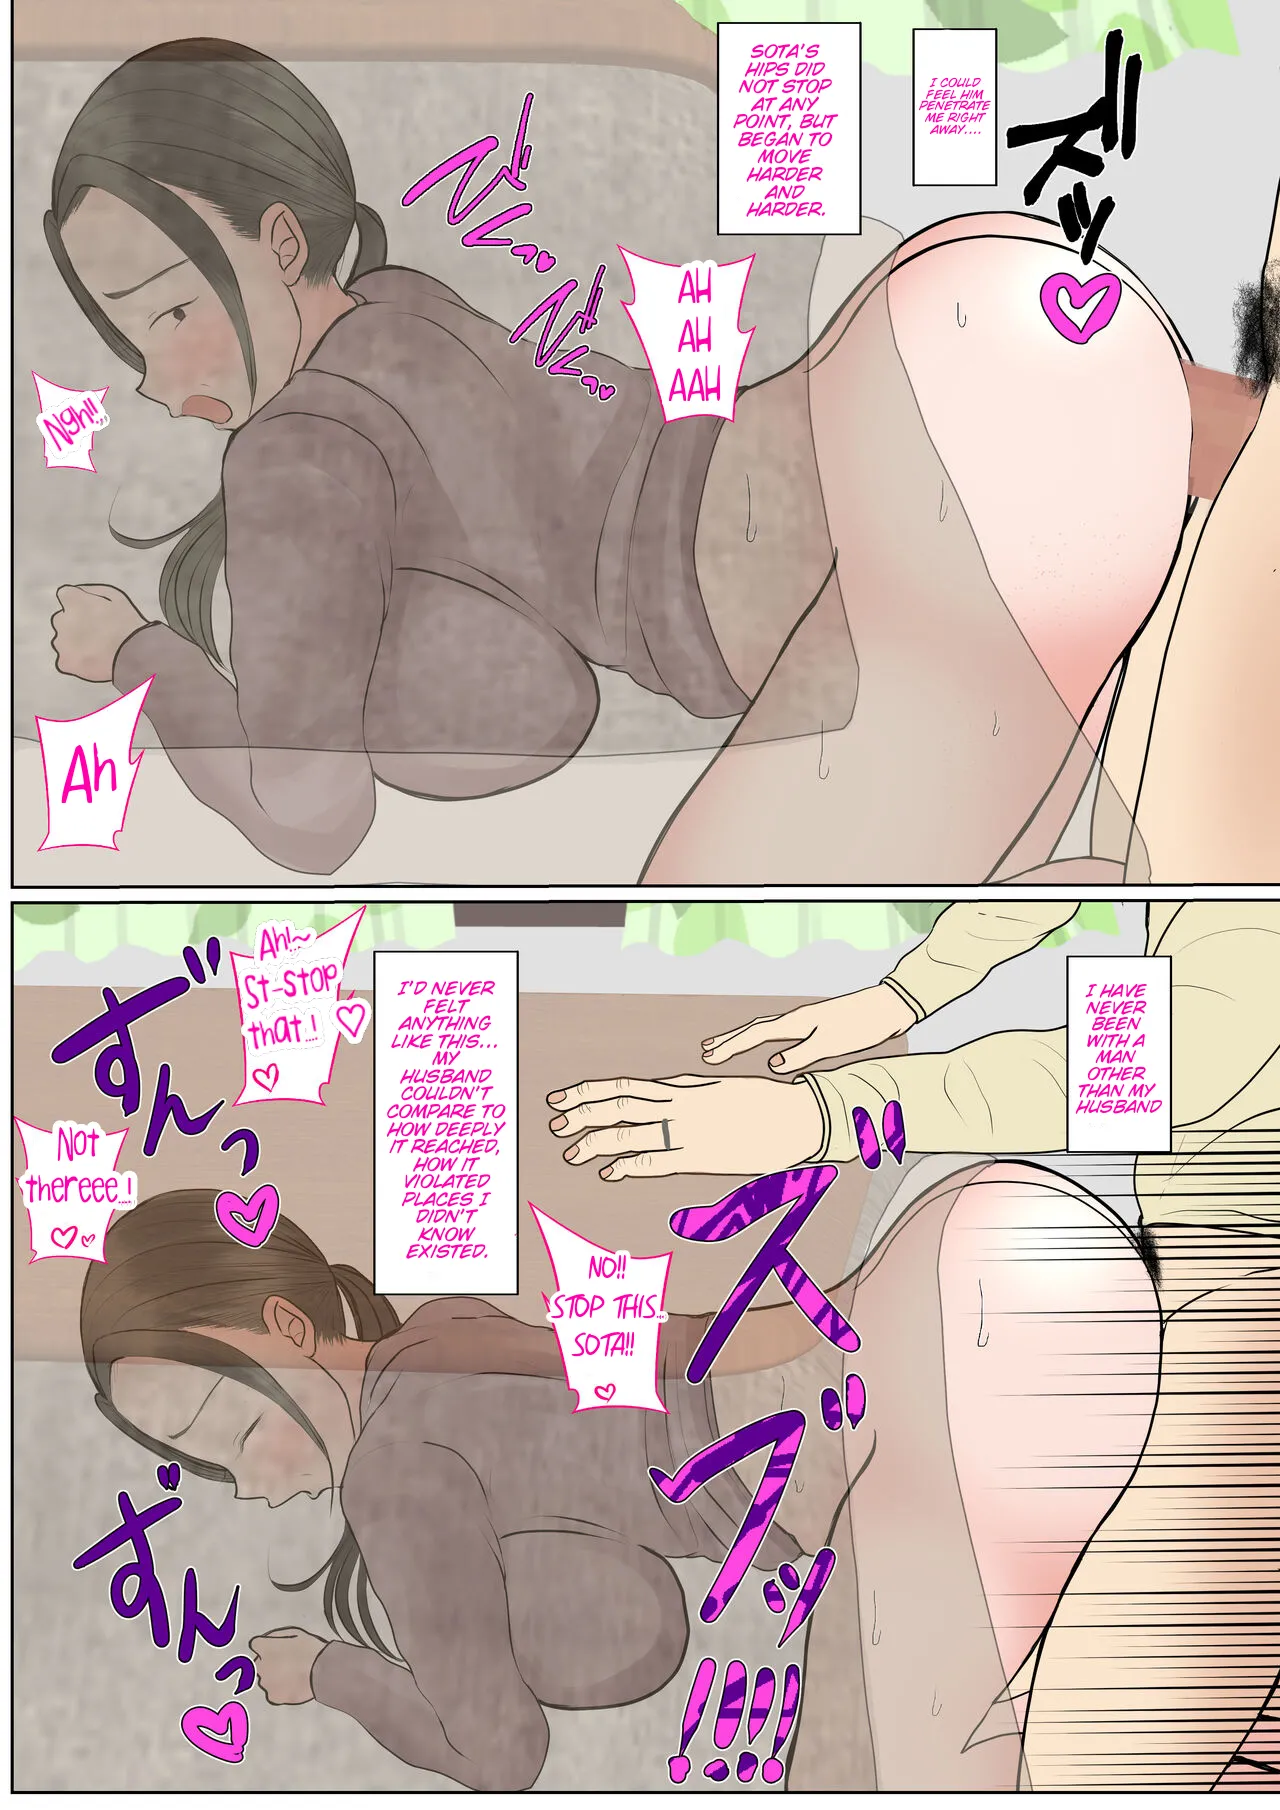 I COULD
FEEL HIM
PENETRATE
ME RIGHT
AWAY....
ズッ
SOTA'S
HIPS DID
NOT STOP
AT ANY
POINT, BUT
BEGAN TO
MOVE
HARDER
AND
HARDER.
AH
AH
AAH
Ngh!!,
Ah
I HAVE
NEVER
BEEN
WITH A
MAN
OTHER
THAN MY
HUSBAND
I'D NEVER
FELT
ANYTHING
LIKE THIS...
MY
HUSBAND
COULDN'T
COMPARE TO
HOW DEEPLY
IT REACHED,
HOW IT
VIOLATED
PLACES I
DIDN'T
KNOW
EXISTED.
Ah!~
St-stop
that...!
♡
♡
ずんっ
Not
thereee..!
♡♡
NO!!
STOP THIS...
SOTA!!
♡
ズブッ!!!!
ずんっ